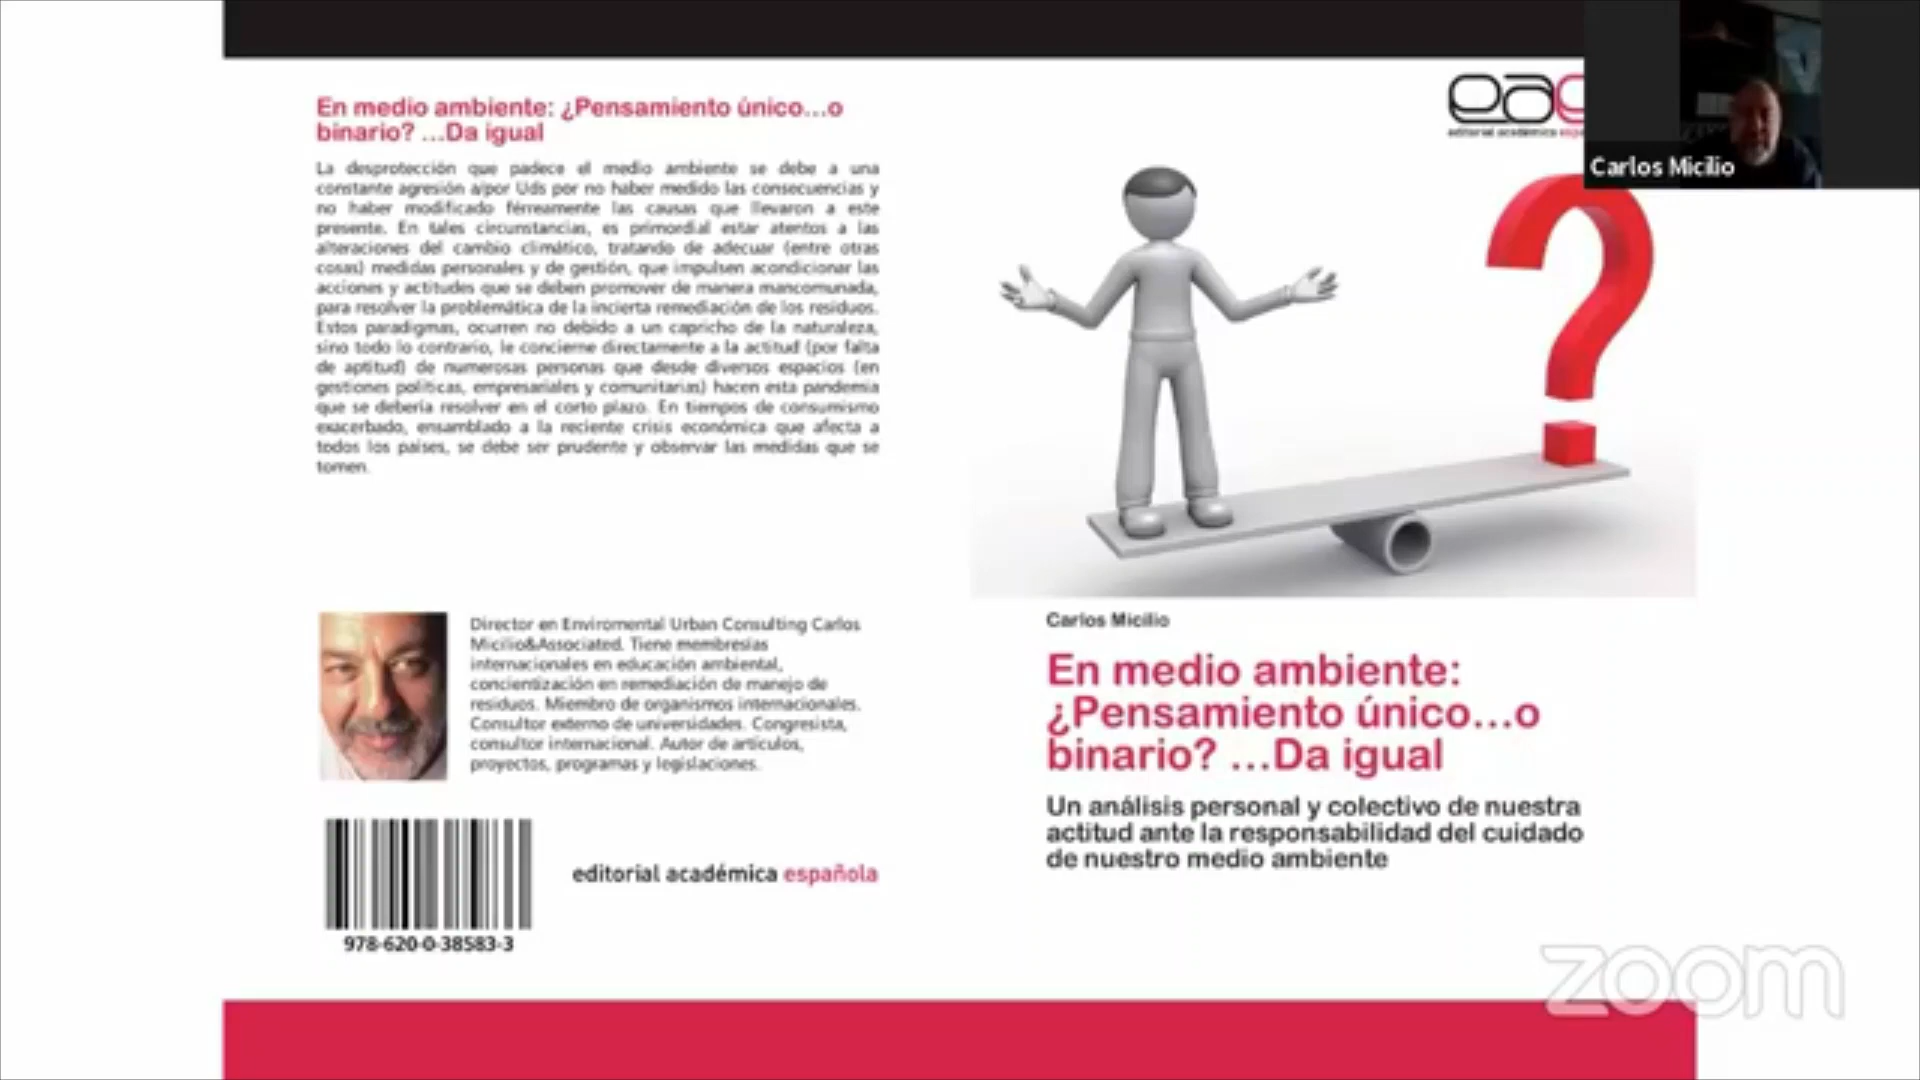 En medio ambiente: ¿Pensamiento único...o
binario? ...Da igual
La desprotección que padece el medio ambiente se debe a una
constante agresión a/por Uds por no haber medido las consecuencias y
no haber modificado férreamente las causas que llevaron a este
presente. En tales circunstancias, es primordial estar atentos a las
alteraciones del cambio climático, tratando de adecuar (entre otras
cosas) medidas personales y de gestión, que impulsen acondicionar las
acciones y actitudes que se deben promover de manera mancomunada,
para resolver la problemática de la incierta remediación de los residuos.
Estos paradigmas, ocurren no debido a un capricho de la naturaleza,
sino todo lo contrario, le concierne directamente a la actitud (por falta
de aptitud) de numerosas personas que desde diversos espacios (en
gestiones políticas, empresariales y comunitarias) hacen esta pandemia
que se debería resolver en el corto plazo. En tiempos de consumismo
exacerbado, ensamblado a la reciente crisis económica que afecta a
todos los países, se debe ser prudente y observar las medidas que se
tomen.
Director en Enviromental Urban Consulting Carlos
Micilio&Associated. Tiene membresías
internacionales en educación ambiental,
concientización en remediación de manejo de
residuos. Miembro de organismos internacionales.
Consultor externo de universidades. Congresista,
consultor internacional. Autor de artículos,
proyectos, programas y legislaciones.
978-620-0-38583-3
editorial académica española
eae
editorial académica
Carlos Micilio
Carlos Micilio
En medio ambiente:
¿Pensamiento único...o
binario? ...Da igual
Un análisis personal y colectivo de nuestra
actitud ante la responsabilidad del cuidado
de nuestro medio ambiente
zoom